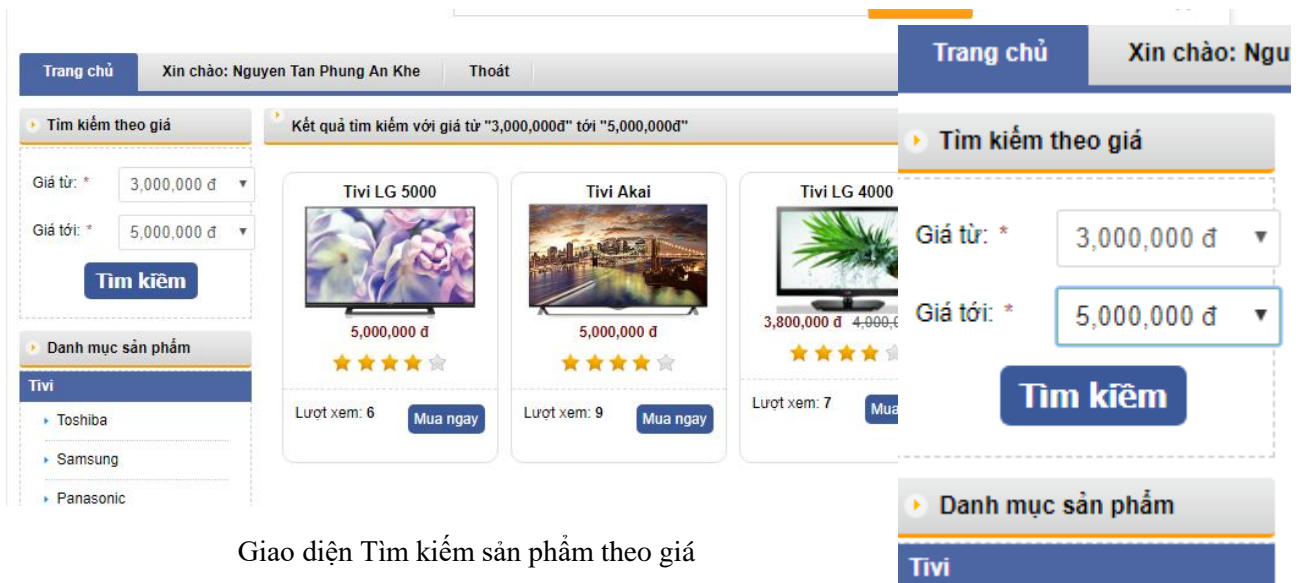 Trang chủ Xin chào: Nguyen Tan Phung An Khe Thoát
Tìm kiếm theo giá
Giá từ: * 3,000,000 đ
Giá tới: * 5,000,000 đ
Tìm kiếm
Danh mục sản phẩm
Tivi
Toshiba
Samsung
Panasonic
Kết quả tìm kiếm với giá từ "3,000,000đ" tới "5,000,000đ"
Tivi LG 5000
5,000,000 đ
Lượt xem: 6 Mua ngay
Tivi Akai
5,000,000 đ
Lượt xem: 9 Mua ngay
Tivi LG 4000
3,800,000 đ 4,000,0
Lượt xem: 7 Mua
Trang chủ Xin chào: Ngu
Tìm kiếm theo giá
Giá từ: * 3,000,000 đ
Giá tới: * 5,000,000 đ
Tìm kiếm
Danh mục sản phẩm
Tivi
Giao diện Tìm kiếm sản phẩm theo giá